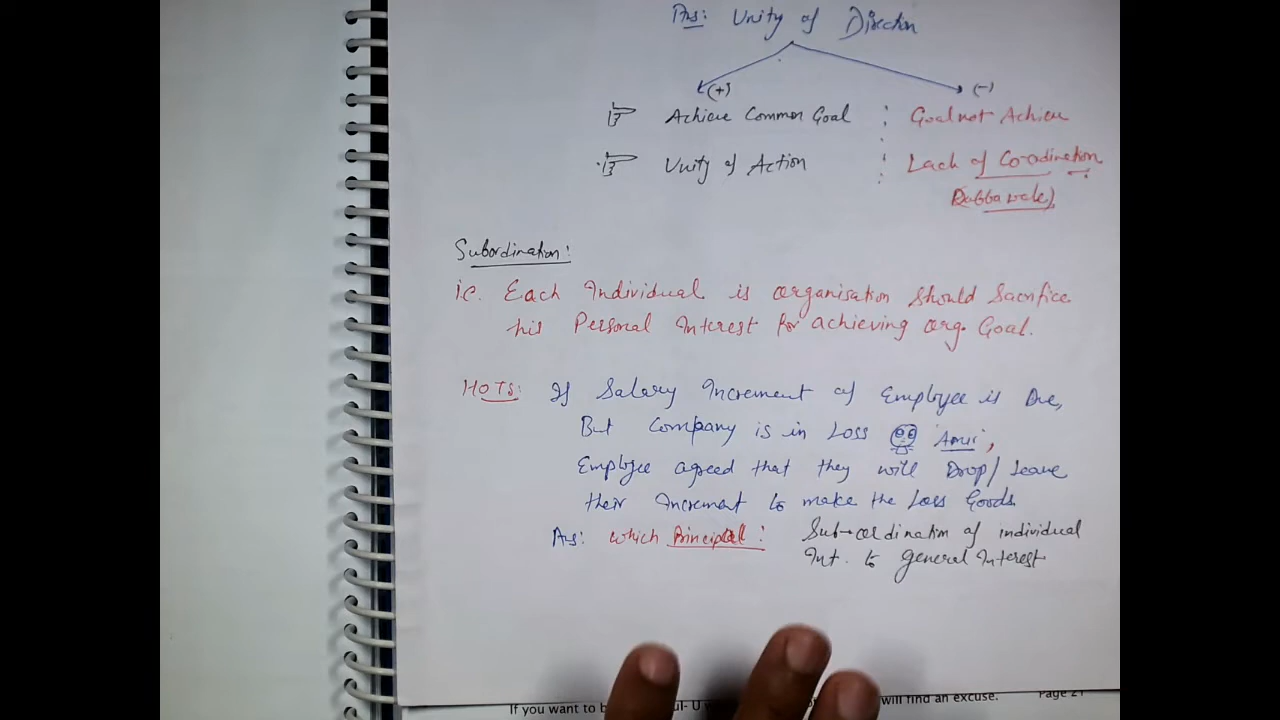 Ans: Unity of Direction
(+) (-)
Achieve Common Goal : Goal not Achieve
Unity of Action : Lack of Co-ordination
Dabbawale)
Subordination:
i.e. Each Individual is organisation should Sacrifice
his Personal Interest for achieving org. Goal.
HOTS: If Salary Increment of Employee is Due,
But Company is in Loss
Employee agreed that they will Drop/Leave
their Increment to make the Loss Goods.
Ans: which Principal: Sub-ordination of individual
Int. to general Interest
If you want to will find an excuse. Page 21